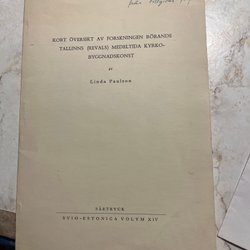 KORT ÖVERSIKT AV FORSKNINGEN RÖRANDE
TALLINNS (REVALS) MEDELTIDA KYRKO-
BYGGNADSKONST
av
Linda Paulson
SÄRTRYCK
SVIO-ESTONICA VOLYM XIV